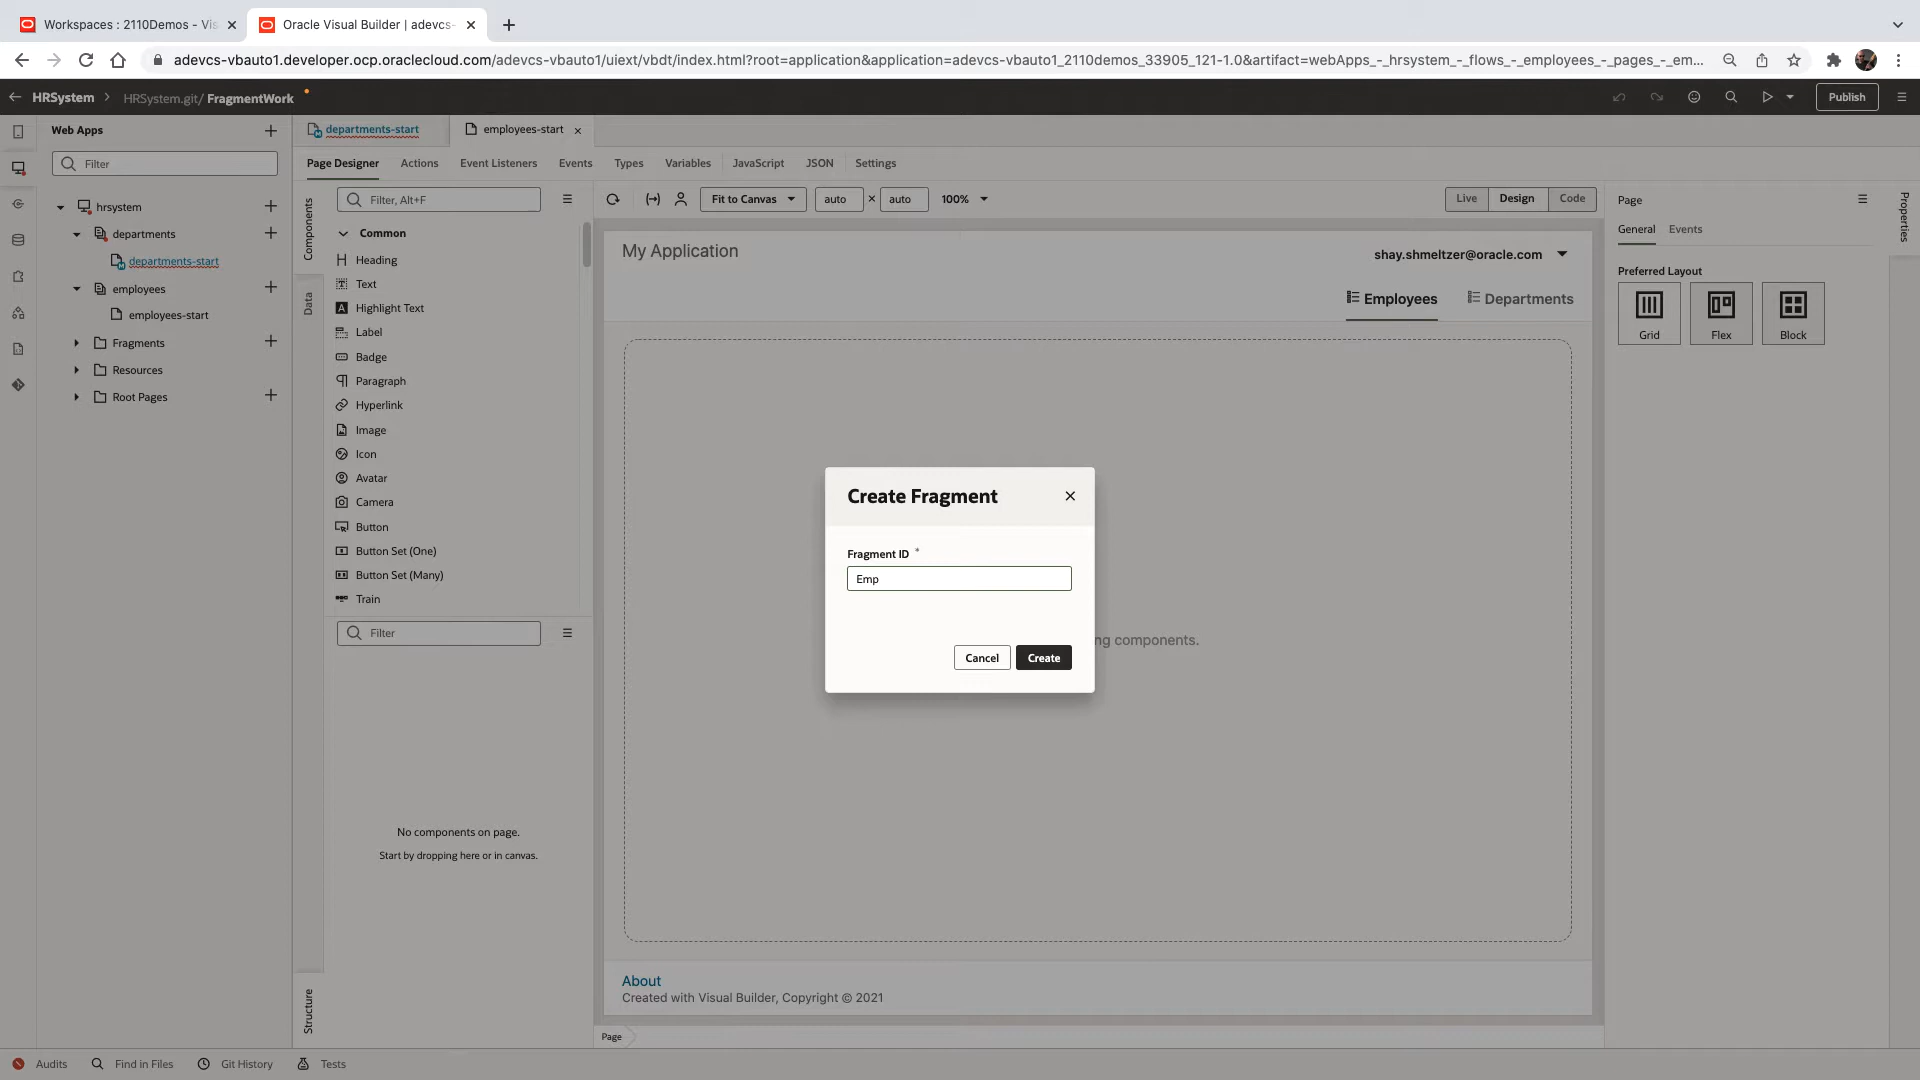 Workspaces : 2110Demos - Vis
Oracle Visual Builder | adevcs-
adevcs-vbauto1.developer.ocp.oraclecloud.com/adevcs-vbauto1/uiext/vbdt/index.html?root=application&application=adevcs-vbauto1_2110demos_33905_121-1.0&artifact=webApps_-_hrsystem_-_flows_-_employees_-_pages_-_em...
HRSystem
HRSystem.git/ FragmentWork
Publish
Web Apps
Filter
hrsystem
departments
departments-start
employees
employees-start
Fragments
Resources
Root Pages
departments-start
employees-start
Page Designer
Actions
Event Listeners
Events
Types
Variables
JavaScript
JSON
Settings
Components
Data
Structure
Filter, Alt+F
Common
Heading
Text
Highlight Text
Label
Badge
Paragraph
Hyperlink
Image
Icon
Avatar
Camera
Button
Button Set (One)
Button Set (Many)
Train
Filter
No components on page.
Start by dropping here or in canvas.
Fit to Canvas
auto
auto
100%
Live
Design
Code
My Application
shay.shmeltzer@oracle.com
Employees
Departments
ng components.
Create Fragment
Fragment ID *
Emp
Cancel
Create
About
Created with Visual Builder, Copyright © 2021
Page
Page
General
Events
Preferred Layout
Grid
Flex
Block
Properties
Audits
Find in Files
Git History
Tests